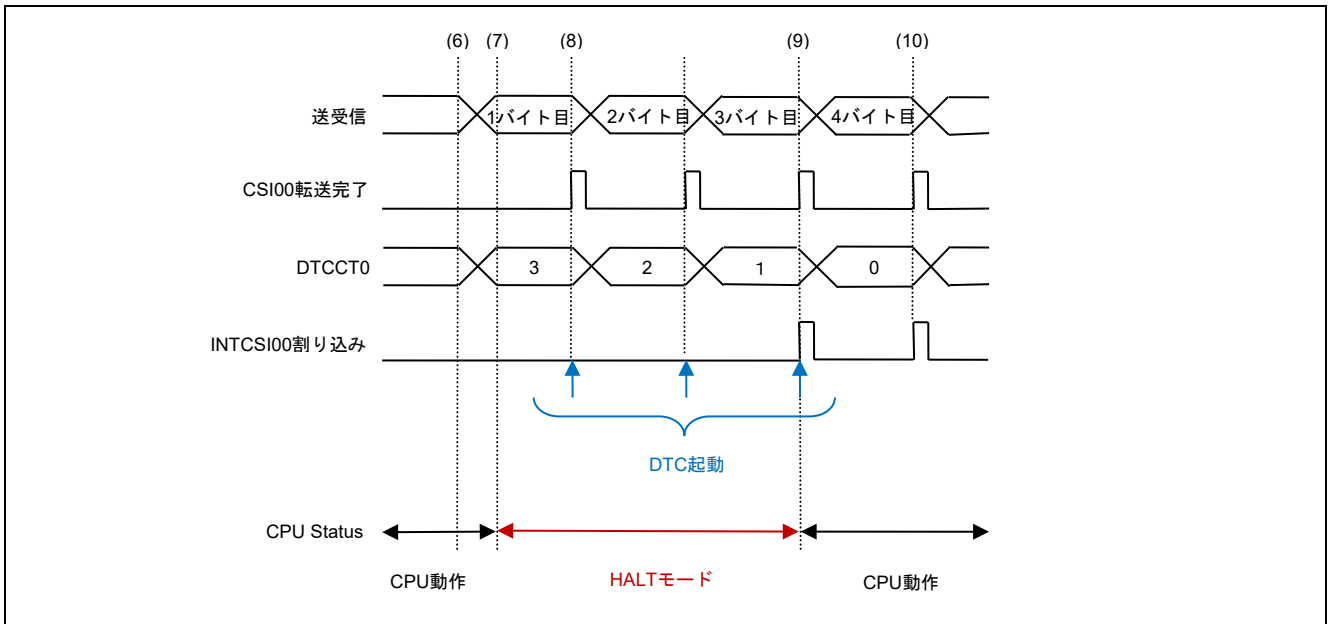 (6) (7) (8) (9) (10)
送受信 1バイト目 2バイト目 3バイト目 4バイト目
CSI00転送完了
DTCCT0 3 2 1 0
INTCSI00割り込み
DTC起動
CPU Status
CPU動作 HALTモード CPU動作